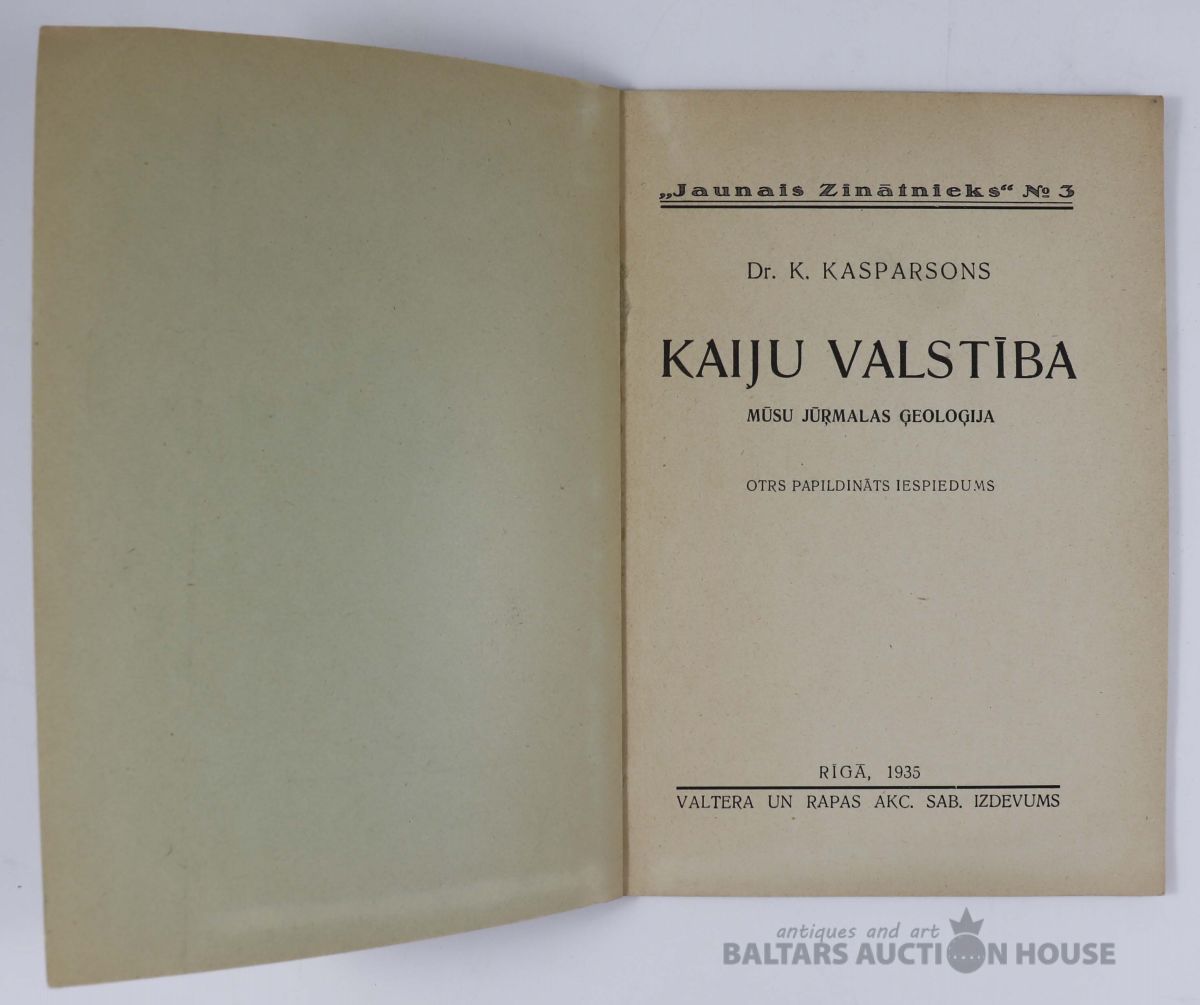 „Jaunais Zinātnieks“ № 3
Dr. K. KASPARSONS
KAIJU VALSTĪBA
MŪSU JŪŖMALAS ĢEOLOĢIJA
OTRS PAPILDINĀTS IESPIEDUMS
RĪGĀ, 1935
VALTERA UN RAPAS AKC. SAB. IZDEVUMS
antiques and art
BALTARS AUCTION HOUSE